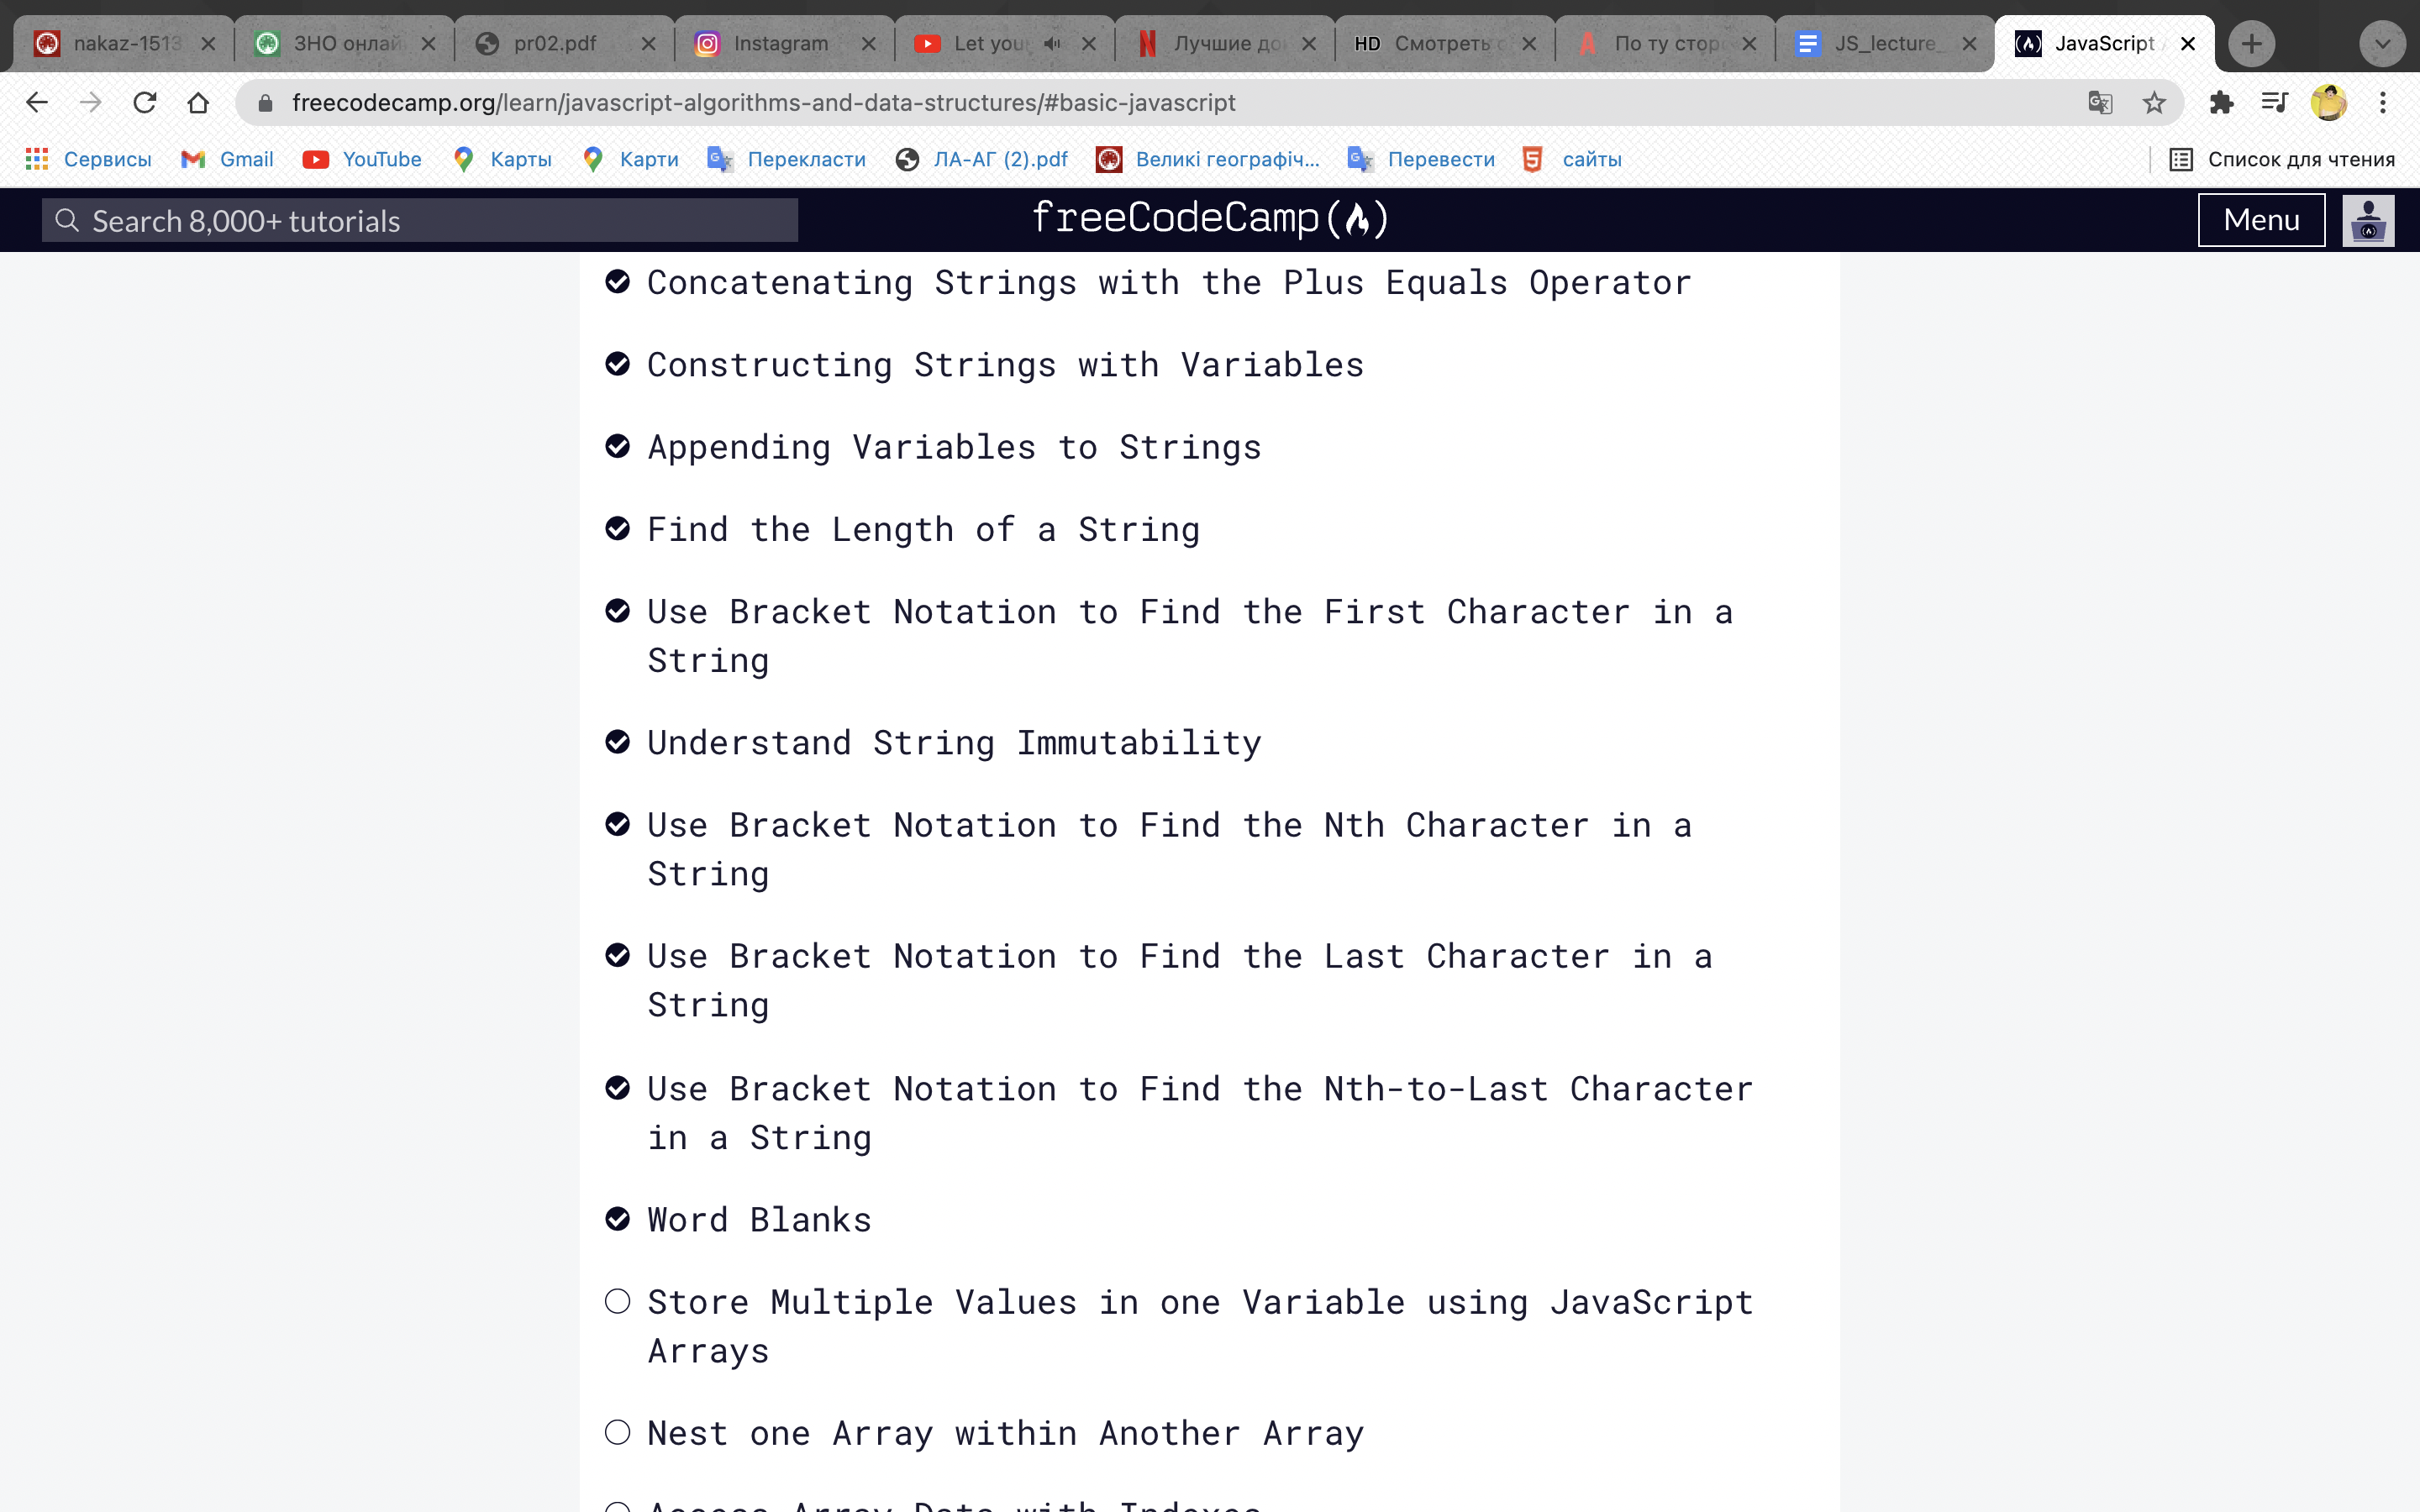 nakaz-1513 ЗНО онлай pr02.pdf Instagram Let you Лучшие до HD Смотреть По ту стор JS_lecture_ JavaScript
freecodecamp.org/learn/javascript-algorithms-and-data-structures/#basic-javascript
Сервисы Gmail YouTube Карты Карти Перекласти ЛА-АГ (2).pdf Великі географіч... Перевести сайты Список для чтения
Search 8,000+ tutorials freeCodeCamp Menu
Concatenating Strings with the Plus Equals Operator
Constructing Strings with Variables
Appending Variables to Strings
Find the Length of a String
Use Bracket Notation to Find the First Character in a
String
Understand String Immutability
Use Bracket Notation to Find the Nth Character in a
String
Use Bracket Notation to Find the Last Character in a
String
Use Bracket Notation to Find the Nth-to-Last Character
in a String
Word Blanks
Store Multiple Values in one Variable using JavaScript
Arrays
Nest one Array within Another Array
Access Array Data with Indexes